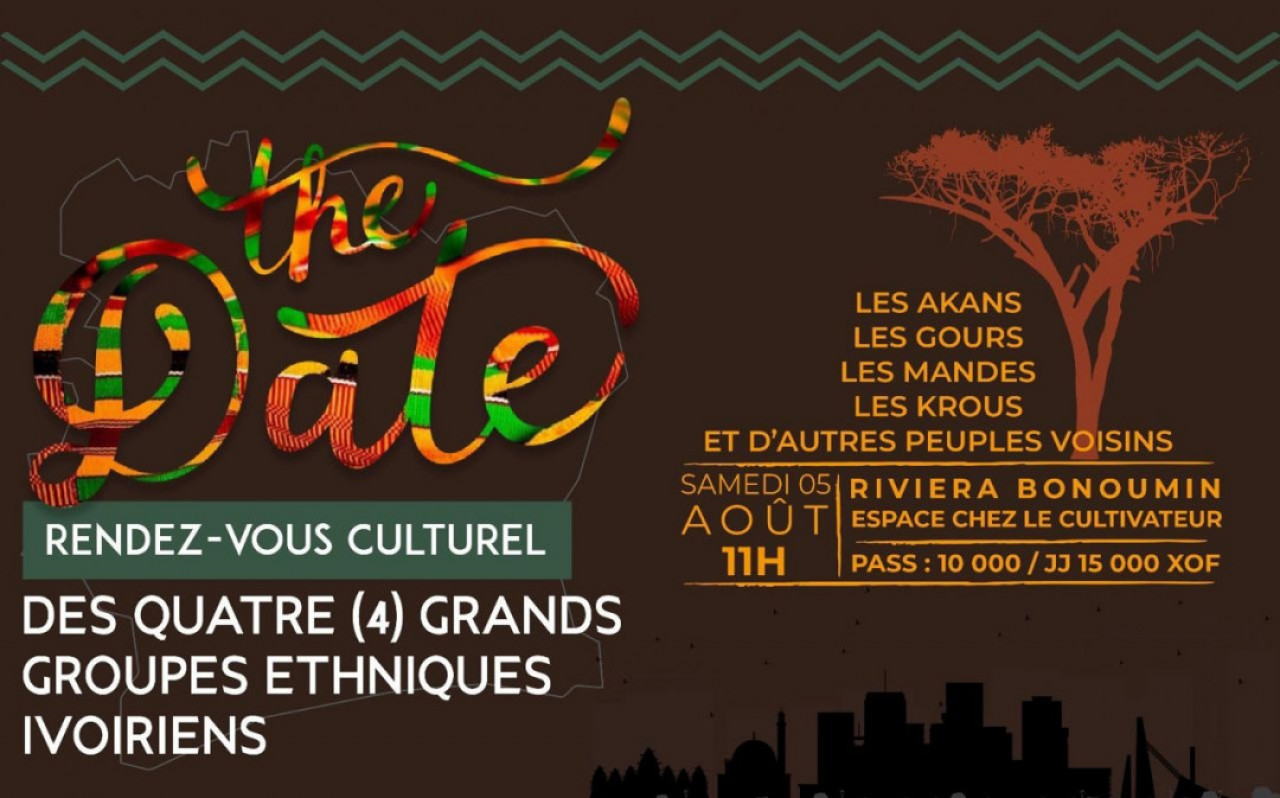 the
Date
RENDEZ-VOUS CULTUREL
DES QUATRE (4) GRANDS
GROUPES ETHNIQUES
IVOIRIENS
LES AKANS
LES GOURS
LES MANDES
LES KROUS
ET D'AUTRES PEUPLES VOISINS
SAMEDI 05
AOÛT
11H
RIVIERA BONOUMIN
ESPACE CHEZ LE CULTIVATEUR
PASS : 10 000 / JJ 15 000 XOF